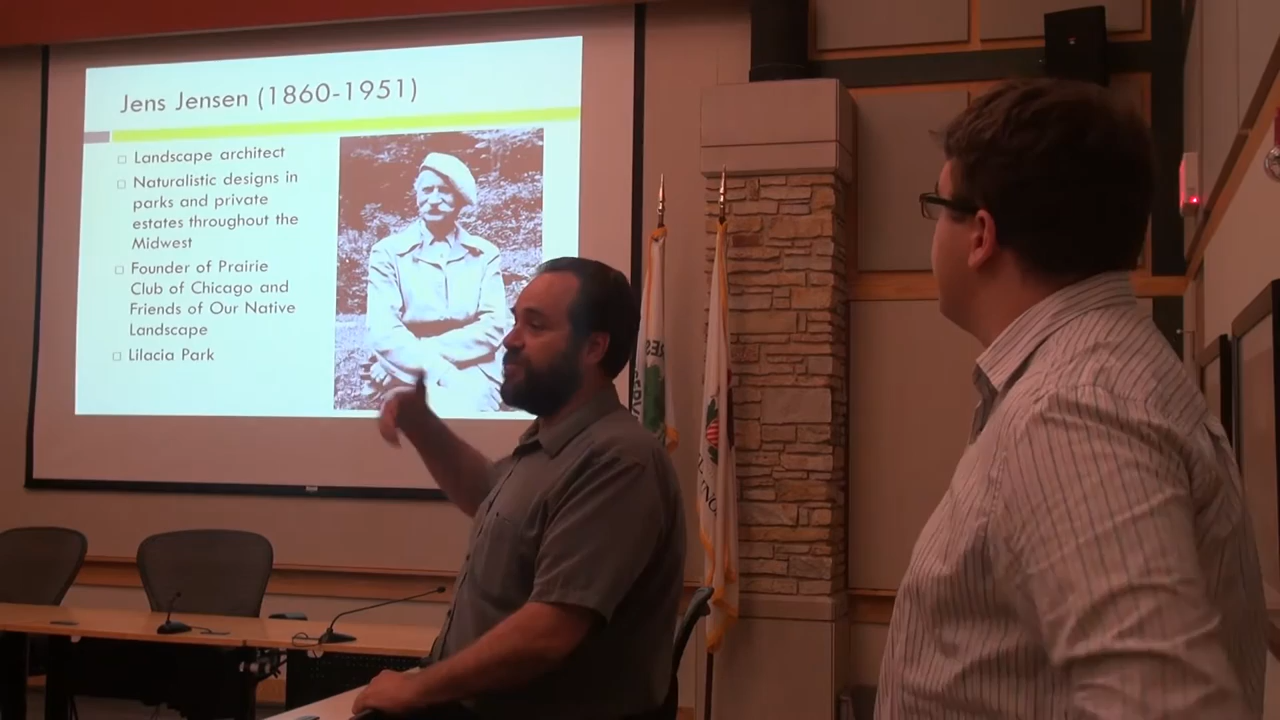 Jens Jensen (1860-1951)
□ Landscape architect
□ Naturalistic designs in
parks and private
estates throughout the
Midwest
□ Founder of Prairie
Club of Chicago and
Friends of Our Native
Landscape
□ Lilacia Park